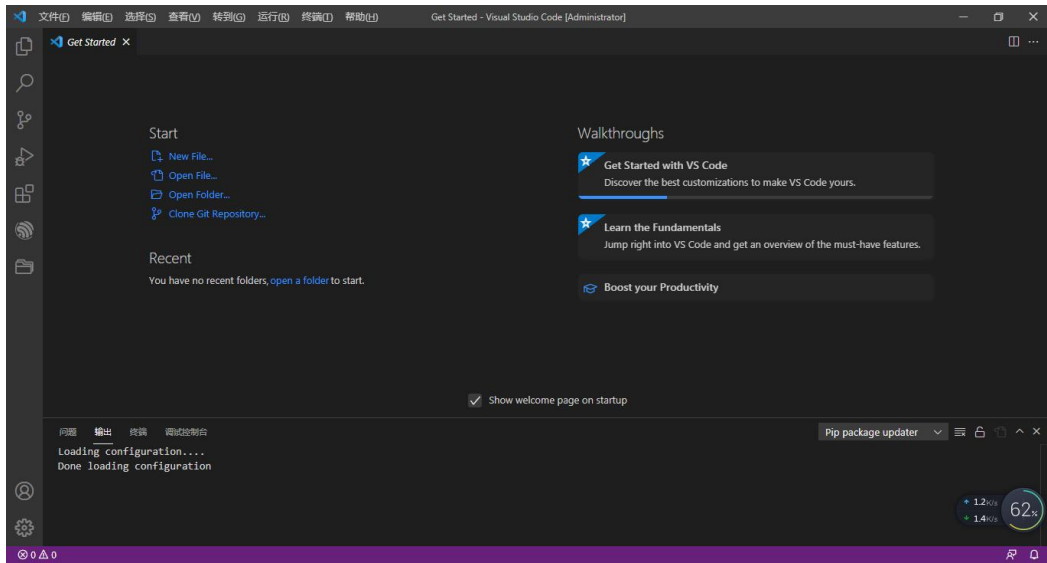 文件(F) 编辑(E) 选择(S) 查看(V) 转到(G) 运行(R) 终端(T) 帮助(H) Get Started - Visual Studio Code [Administrator]
Get Started
Start
New File...
Open File...
Open Folder...
Clone Git Repository...
Recent
You have no recent folders, open a folder to start.
Walkthroughs
Get Started with VS Code
Discover the best customizations to make VS Code yours.
Learn the Fundamentals
Jump right into VS Code and get an overview of the must-have features.
Boost your Productivity
Show welcome page on startup
问题 输出 终端 调试控制台 Pip package updater
Loading configuration....
Done loading configuration
1.2K/s
1.4K/s
62%
0 0